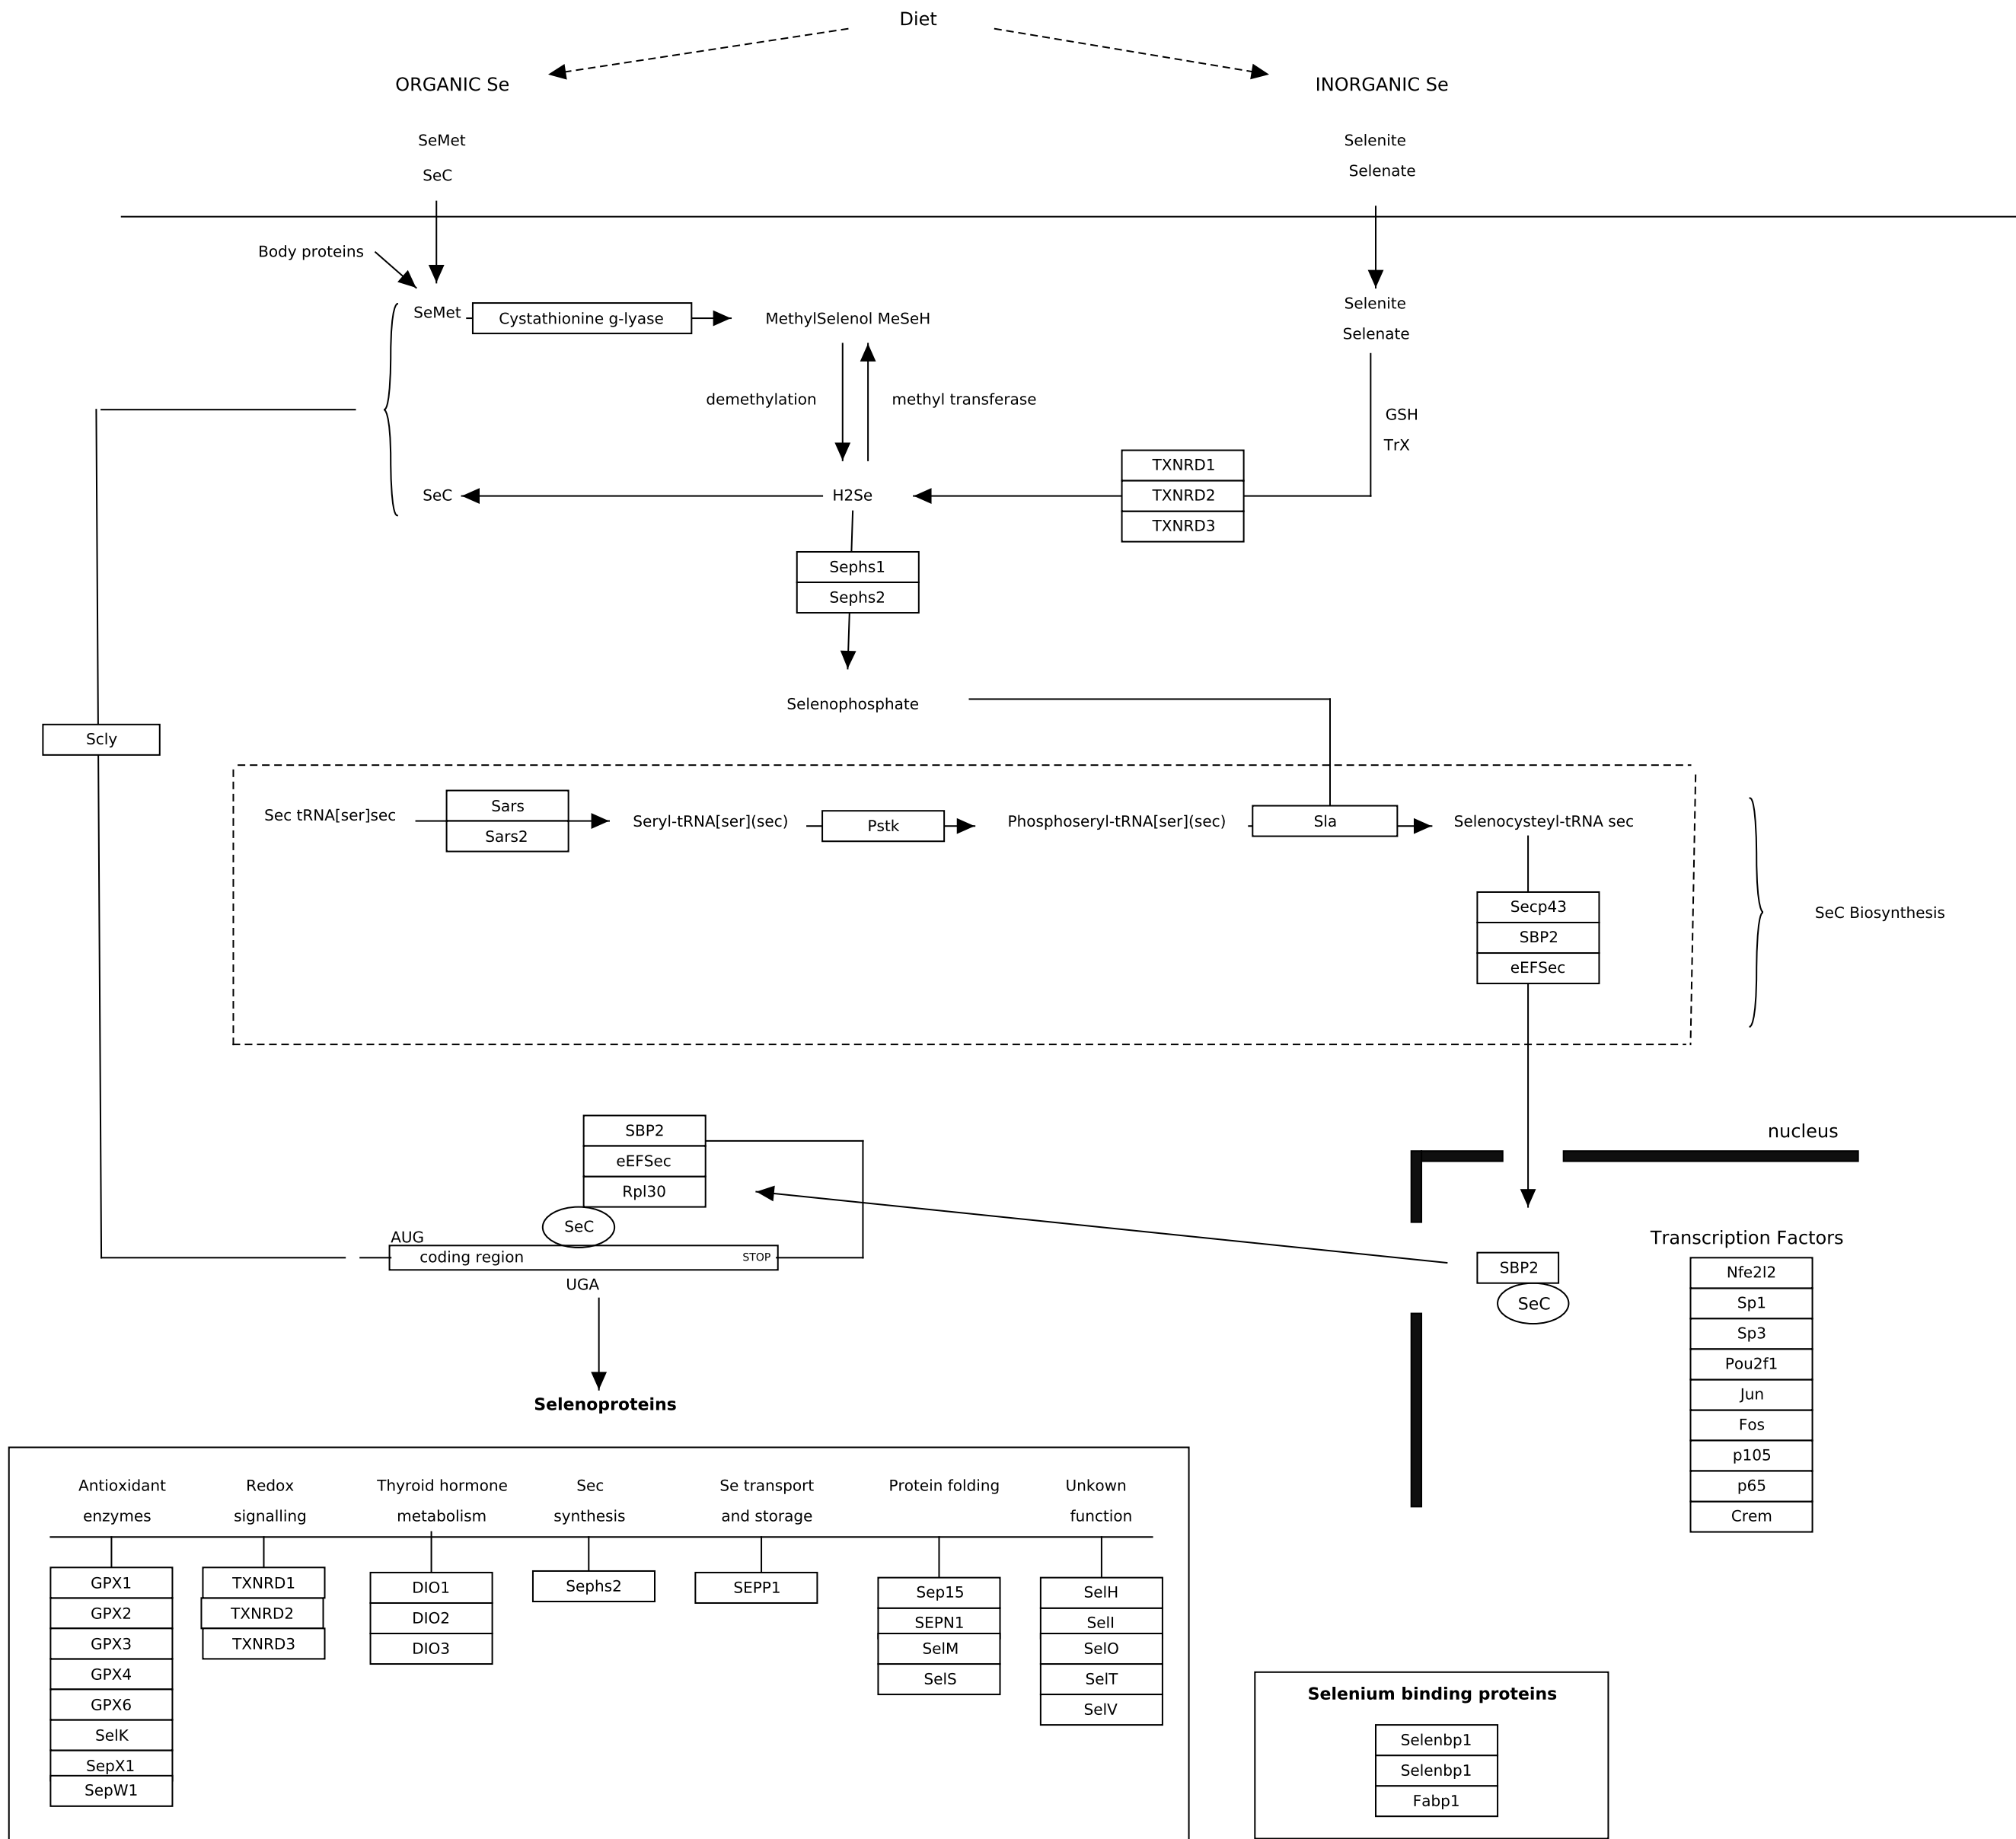 Diet
ORGANIC Se
INORGANIC Se
SeMet
Selenite
SeC
Selenate
Body proteins
SeMet
Cystathionine g-lyase
MethylSelenol MeSeH
Selenite
Selenate
demethylation
methyl transferase
GSH
TrX
SeC
H2Se
TXNRD1
TXNRD2
TXNRD3
Sephs1
Sephs2
Selenophosphate
Scly
Sec tRNA[ser]sec
Sars
Sars2
Seryl-tRNA[ser](sec)
Pstk
Phosphoseryl-tRNA[ser](sec)
Sla
Selenocysteyl-tRNA sec
Secp43
SBP2
eEFSec
SeC Biosynthesis
SBP2
eEFSec
Rpl30
SeC
AUG
coding region
STOP
UGA
nucleus
SBP2
SeC
Transcription Factors
Nfe2l2
Sp1
Sp3
Pou2f1
Jun
Fos
p105
p65
Crem
Selenoproteins
Antioxidant
enzymes
Redox
signalling
Thyroid hormone
metabolism
Sec
synthesis
Se transport
and storage
Protein folding
Unkown
function
GPX1
GPX2
GPX3
GPX4
GPX6
SelK
SepX1
SepW1
TXNRD1
TXNRD2
TXNRD3
DIO1
DIO2
DIO3
Sephs2
SEPP1
Sep15
SEPN1
SelM
SelS
SelH
SelI
SelO
SelT
SelV
Selenium binding proteins
Selenbp1
Selenbp1
Fabp1